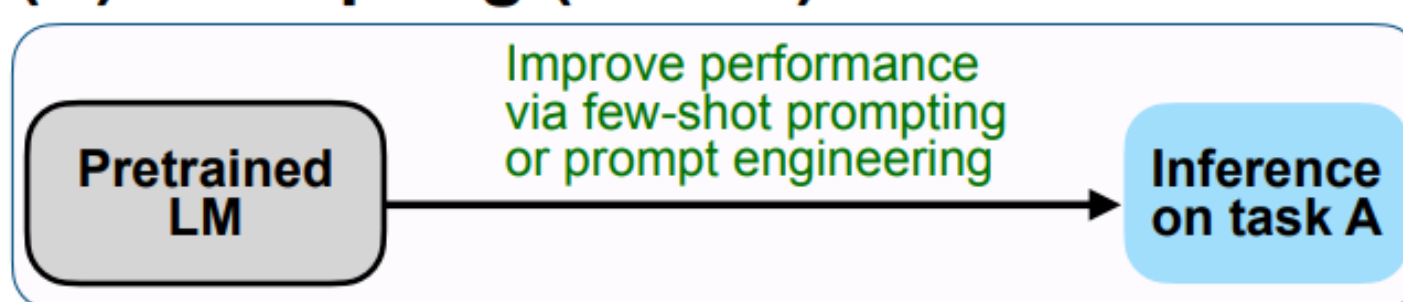 Improve performance
via few-shot prompting
or prompt engineering
Pretrained
LM
Inference
on task A